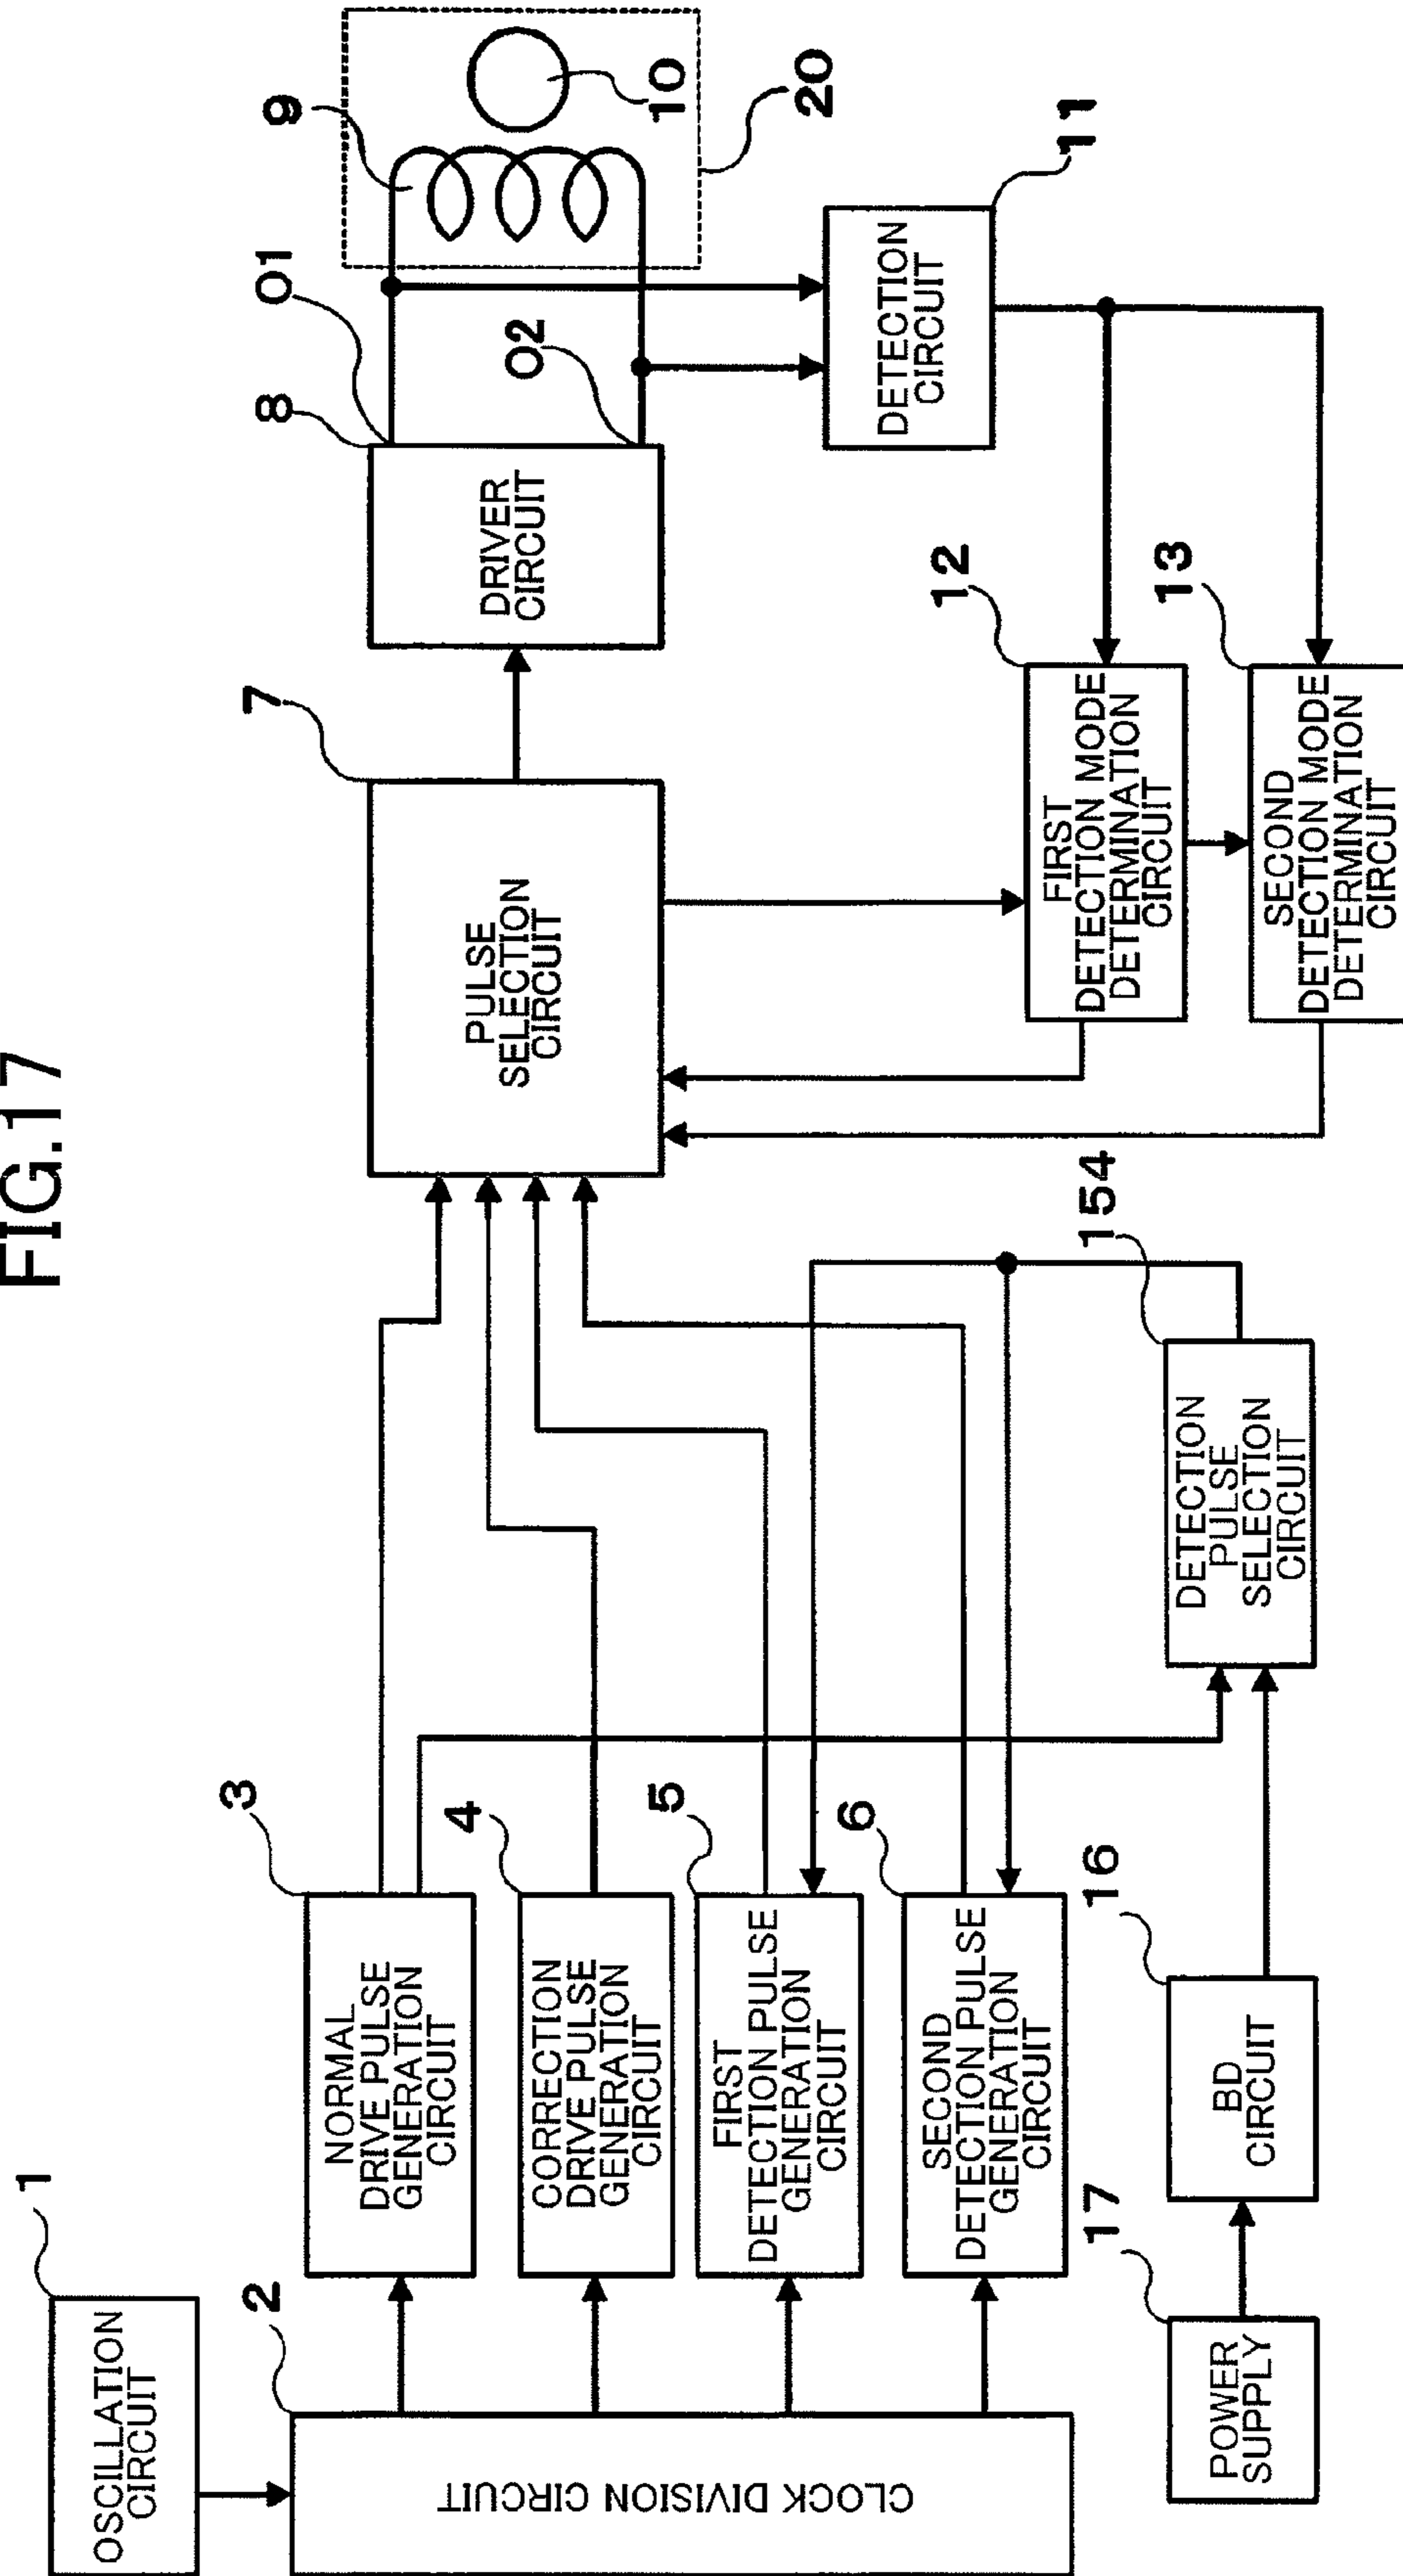 FIG.17
1
OSCILLATION
CIRCUIT
2
CLOCK DIVISION CIRCUIT
3
NORMAL
DRIVE PULSE
GENERATION
CIRCUIT
4
CORRECTION
DRIVE PULSE
GENERATION
CIRCUIT
5
FIRST
DETECTION PULSE
GENERATION
CIRCUIT
6
SECOND
DETECTION PULSE
GENERATION
CIRCUIT
17
POWER
SUPPLY
16
BD
CIRCUIT
154
DETECTION
PULSE
SELECTION
CIRCUIT
7
PULSE
SELECTION
CIRCUIT
8
DRIVER
CIRCUIT
O1
O2
9
10
20
11
DETECTION
CIRCUIT
12
FIRST
DETECTION MODE
DETERMINATION
CIRCUIT
13
SECOND
DETECTION MODE
DETERMINATION
CIRCUIT